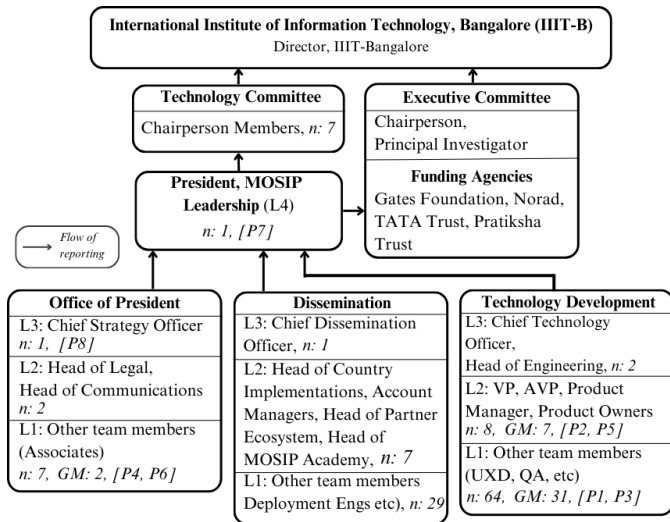 International Institute of Information Technology, Bangalore (IIIT-B)
Director, IIIT-Bangalore
Technology Committee
Chairperson Members, n: 7
Executive Committee
Chairperson,
Principal Investigator
Funding Agencies
Gates Foundation, Norad,
TATA Trust, Pratiksha
Trust
President, MOSIP
Leadership (L4)
n: 1, [P7]
Flow of
reporting
Office of President
L3: Chief Strategy Officer
n: 1, [P8]
L2: Head of Legal,
Head of Communications
n: 2
L1: Other team members
(Associates)
n: 7, GM: 2, [P4, P6]
Dissemination
L3: Chief Dissemination
Officer, n: 1
L2: Head of Country
Implementations, Account
Managers, Head of Partner
Ecosystem, Head of
MOSIP Academy, n: 7
L1: Other team members
Deployment Engs etc), n: 29
Technology Development
L3: Chief Technology
Officer,
Head of Engineering, n: 2
L2: VP, AVP, Product
Manager, Product Owners
n: 8, GM: 7, [P2, P5]
L1: Other team members
(UXD, QA, etc)
n: 64, GM: 31, [P1, P3]